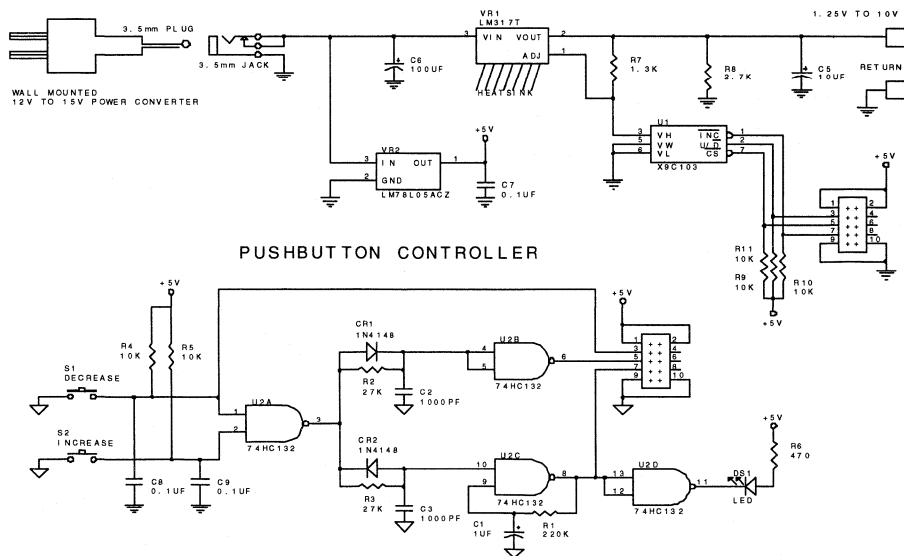 3.5mm PLUG
WALL MOUNTED
12V TO 15V POWER CONVERTER
3.5mm JACK
C6
100UF
VR1
LM317T
3
VIN
VOUT
2
ADJ
1
HEATSINK
R7
1.3K
R8
2.7K
C5
10UF
1.25V TO 10V
RETURN
VR2
3
IN
OUT
1
2
GND
LM78L05ACZ
+5V
C7
0.1UF
U1
3
VH
INC
1
5
VW
U/D
2
6
VL
CS
7
X9C103
+5V
1
2
3
4
5
6
7
8
9
10
R11
10K
R9
10K
R10
10K
+5V
PUSHBUTTON CONTROLLER
+5V
R4
10K
R5
10K
S1
DECREASE
S2
INCREASE
C8
0.1UF
C9
0.1UF
U2A
1
2
3
74HC132
CR1
1N4148
R2
27K
C2
1000PF
CR2
1N4148
R3
27K
C3
1000PF
U2B
4
5
6
74HC132
U2C
10
9
8
74HC132
C1
1UF
R1
220K
+5V
1
2
3
4
5
6
7
8
9
10
U2D
13
12
11
74HC132
DS1
LED
+5V
R6
470